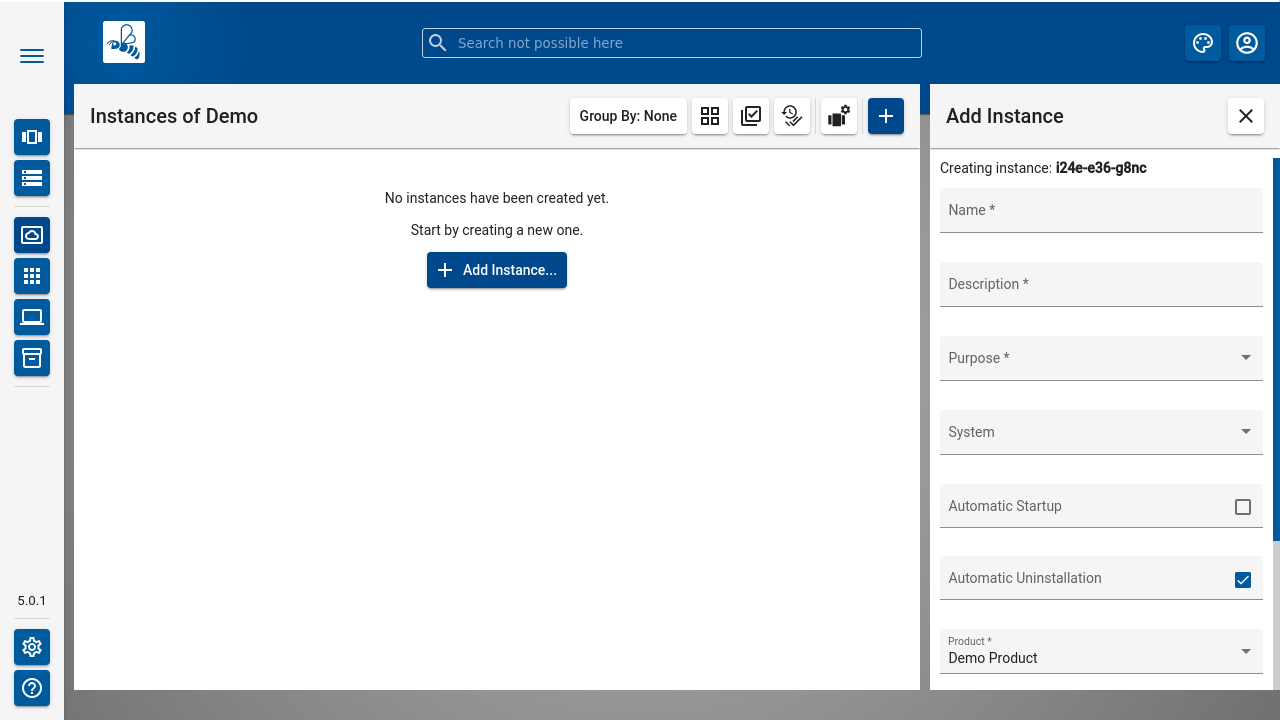 Search not possible here
Instances of Demo
Group By: None
No instances have been created yet.
Start by creating a new one.
Add Instance...
Add Instance
Creating instance: i24e-e36-g8nc
Name *
Description *
Purpose *
System
Automatic Startup
Automatic Uninstallation
Product *
Demo Product
5.0.1